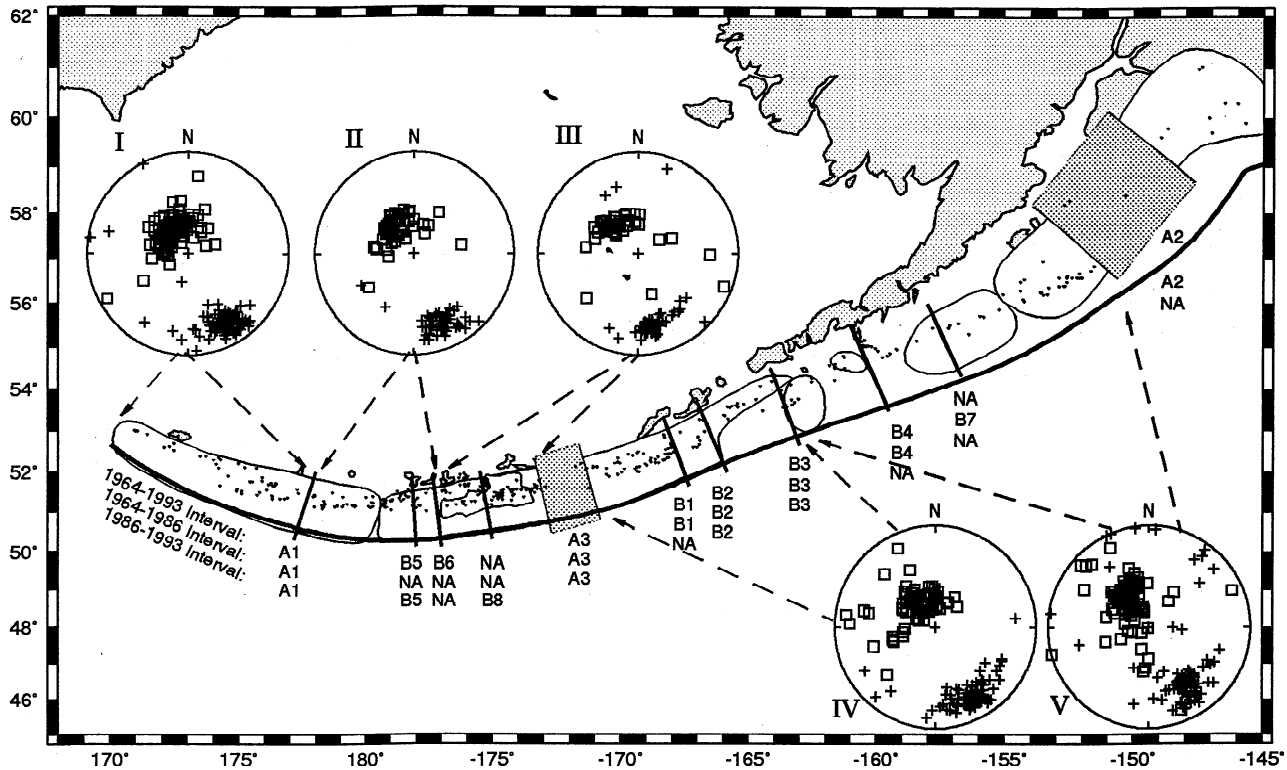 62°
60°
58°
56°
54°
52°
50°
48°
46°
I
N
II
N
III
N
A2
A2
NA
NA
B7
NA
B4
B4
NA
B3
B3
B3
B2
B2
B2
B1
B1
NA
A3
A3
A3
NA
NA
B8
B6
NA
NA
B5
NA
B5
A1
A1
A1
1964-1993 Interval:
1964-1986 Interval:
1986-1993 Interval:
N
IV
N
V
170°
175°
180°
-175°
-170°
-165°
-160°
-155°
-150°
-145°